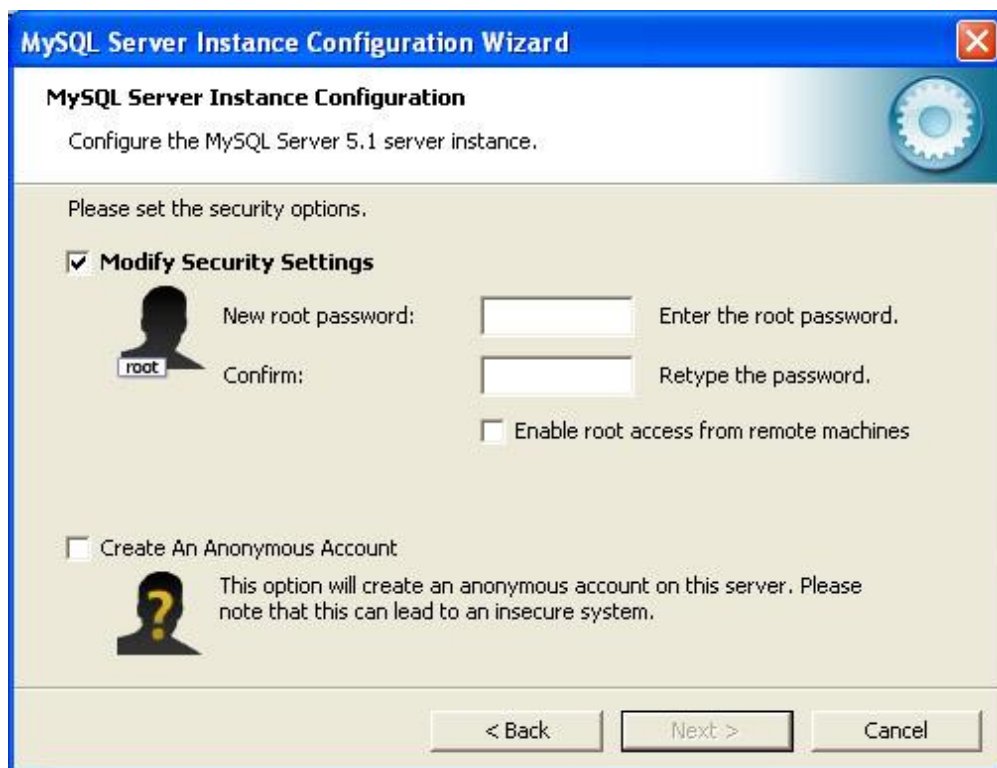 MySQL Server Instance Configuration Wizard
MySQL Server Instance Configuration
Configure the MySQL Server 5.1 server instance.
Please set the security options.
Modify Security Settings
New root password: Enter the root password.
root
Confirm: Retype the password.
Enable root access from remote machines
Create An Anonymous Account
This option will create an anonymous account on this server. Please
note that this can lead to an insecure system.
< Back Next > Cancel